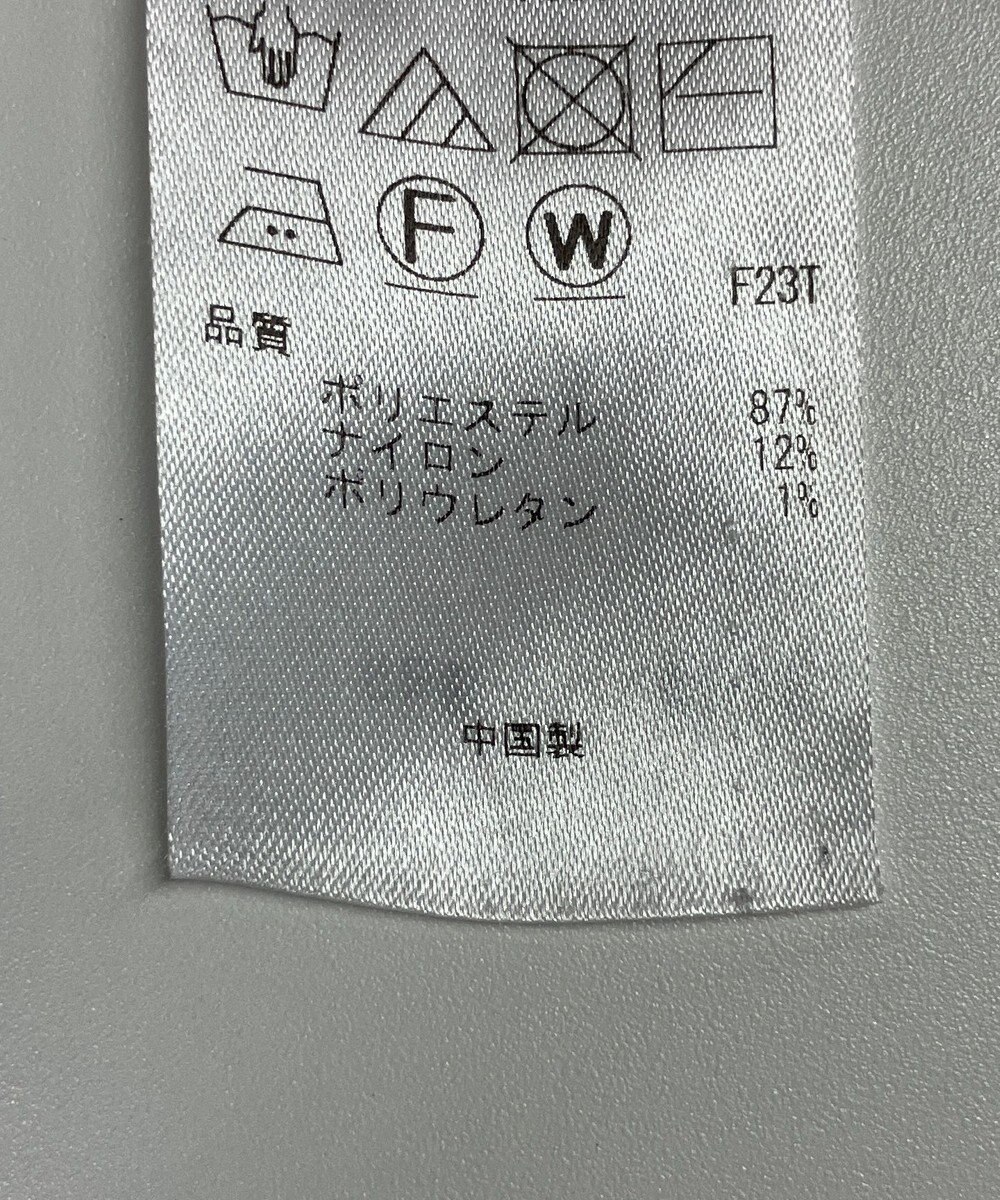 F W
F23T
品質
ポリエステル 87%
ナイロン 12%
ポリウレタン 1%
中国製